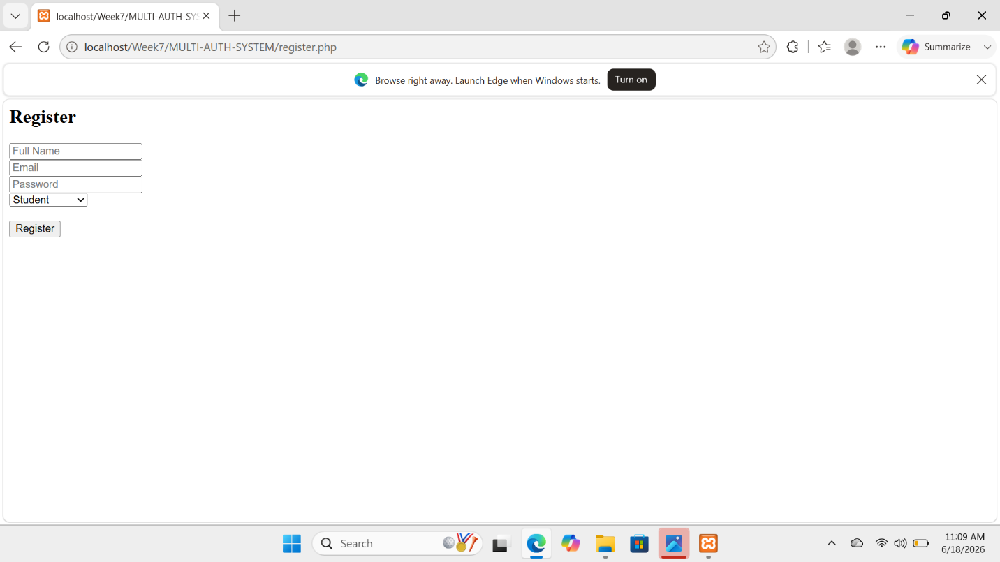 localhost/Week7/MULTI-AUTH-SYS
localhost/Week7/MULTI-AUTH-SYSTEM/register.php
Summarize
Browse right away. Launch Edge when Windows starts.
Turn on
Register
Full Name
Email
Password
Student
Register
Search
11:09 AM
6/18/2026